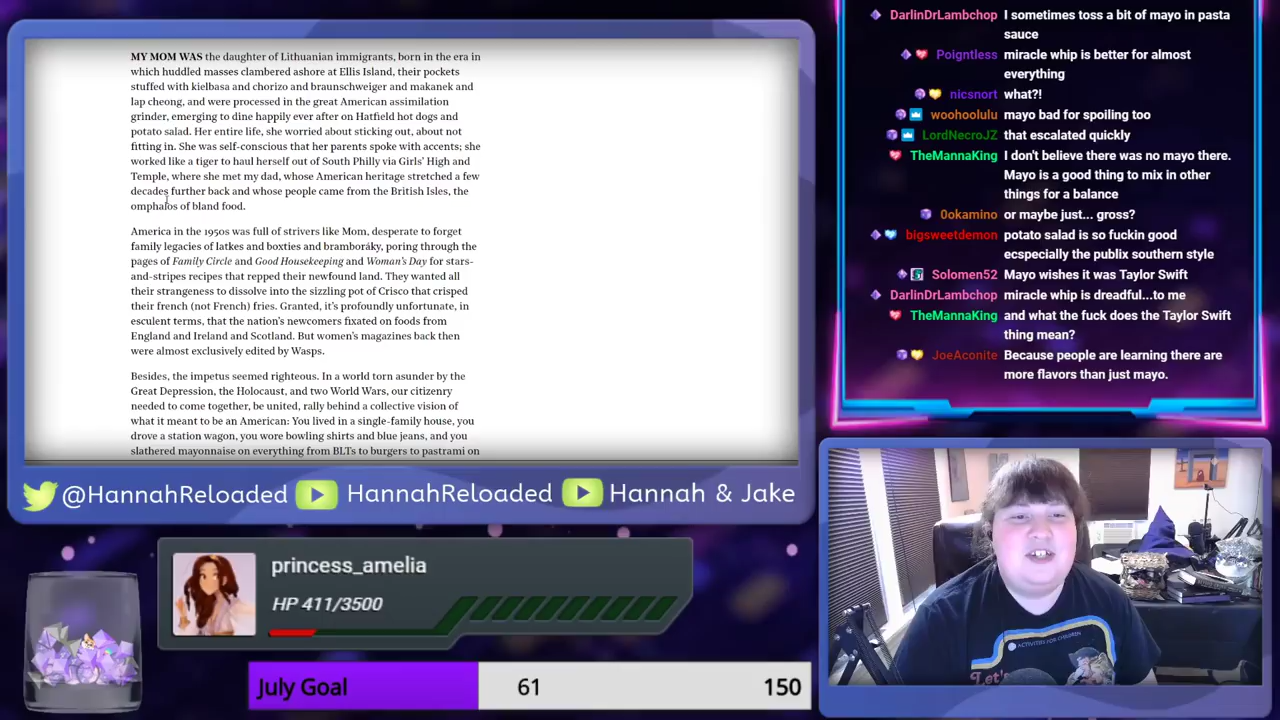 MY MOM WAS the daughter of Lithuanian immigrants, born in the era in
which huddled masses clambered ashore at Ellis Island, their pockets
stuffed with kielbasa and chorizo and braunschweiger and makanek and
lap cheong, and were processed in the great American assimilation
grinder, emerging to dine happily ever after on Hatfield hot dogs and
potato salad. Her entire life, she worried about sticking out, about not
fitting in. She was self-conscious that her parents spoke with accents; she
worked like a tiger to haul herself out of South Philly via Girls' High and
Temple, where she met my dad, whose American heritage stretched a few
decades further back and whose people came from the British Isles, the
omphalos of bland food.
America in the 1950s was full of strivers like Mom, desperate to forget
family legacies of latkes and boxties and bramboráky, poring through the
pages of Family Circle and Good Housekeeping and Woman's Day for stars-
and-stripes recipes that repped their newfound land. They wanted all
their strangeness to dissolve into the sizzling pot of Crisco that crisped
their french (not French) fries. Granted, it's profoundly unfortunate, in
esculent terms, that the nation's newcomers fixated on foods from
England and Ireland and Scotland. But women's magazines back then
were almost exclusively edited by Wasps.
Besides, the impetus seemed righteous. In a world torn asunder by the
Great Depression, the Holocaust, and two World Wars, our citizenry
needed to come together, be united, rally behind a collective vision of
what it meant to be an American: You lived in a single-family house, you
drove a station wagon, you wore bowling shirts and blue jeans, and you
slathered mayonnaise on everything from BLTs to burgers to pastrami on
@HannahReloaded HannahReloaded Hannah & Jake
princess_amelia
HP 411/3500
July Goal 61 150
DarlinDrLambchop I sometimes toss a bit of mayo in pasta
sauce
Poigntless miracle whip is better for almost
everything
nicsnort what?!
woohoolulu mayo bad for spoiling too
LordNecroJZ that escalated quickly
TheMannaKing I don't believe there was no mayo there.
Mayo is a good thing to mix in other
things for a balance
0okamino or maybe just... gross?
bigsweetdemon potato salad is so fuckin good
ecspecially the publix southern style
Solomen52 Mayo wishes it was Taylor Swift
DarlinDrLambchop miracle whip is dreadful...to me
TheMannaKing and what the fuck does the Taylor Swift
thing mean?
JoeAconite Because people are learning there are
more flavors than just mayo.
ACTIVITIES FOR CHILDREN
Let's